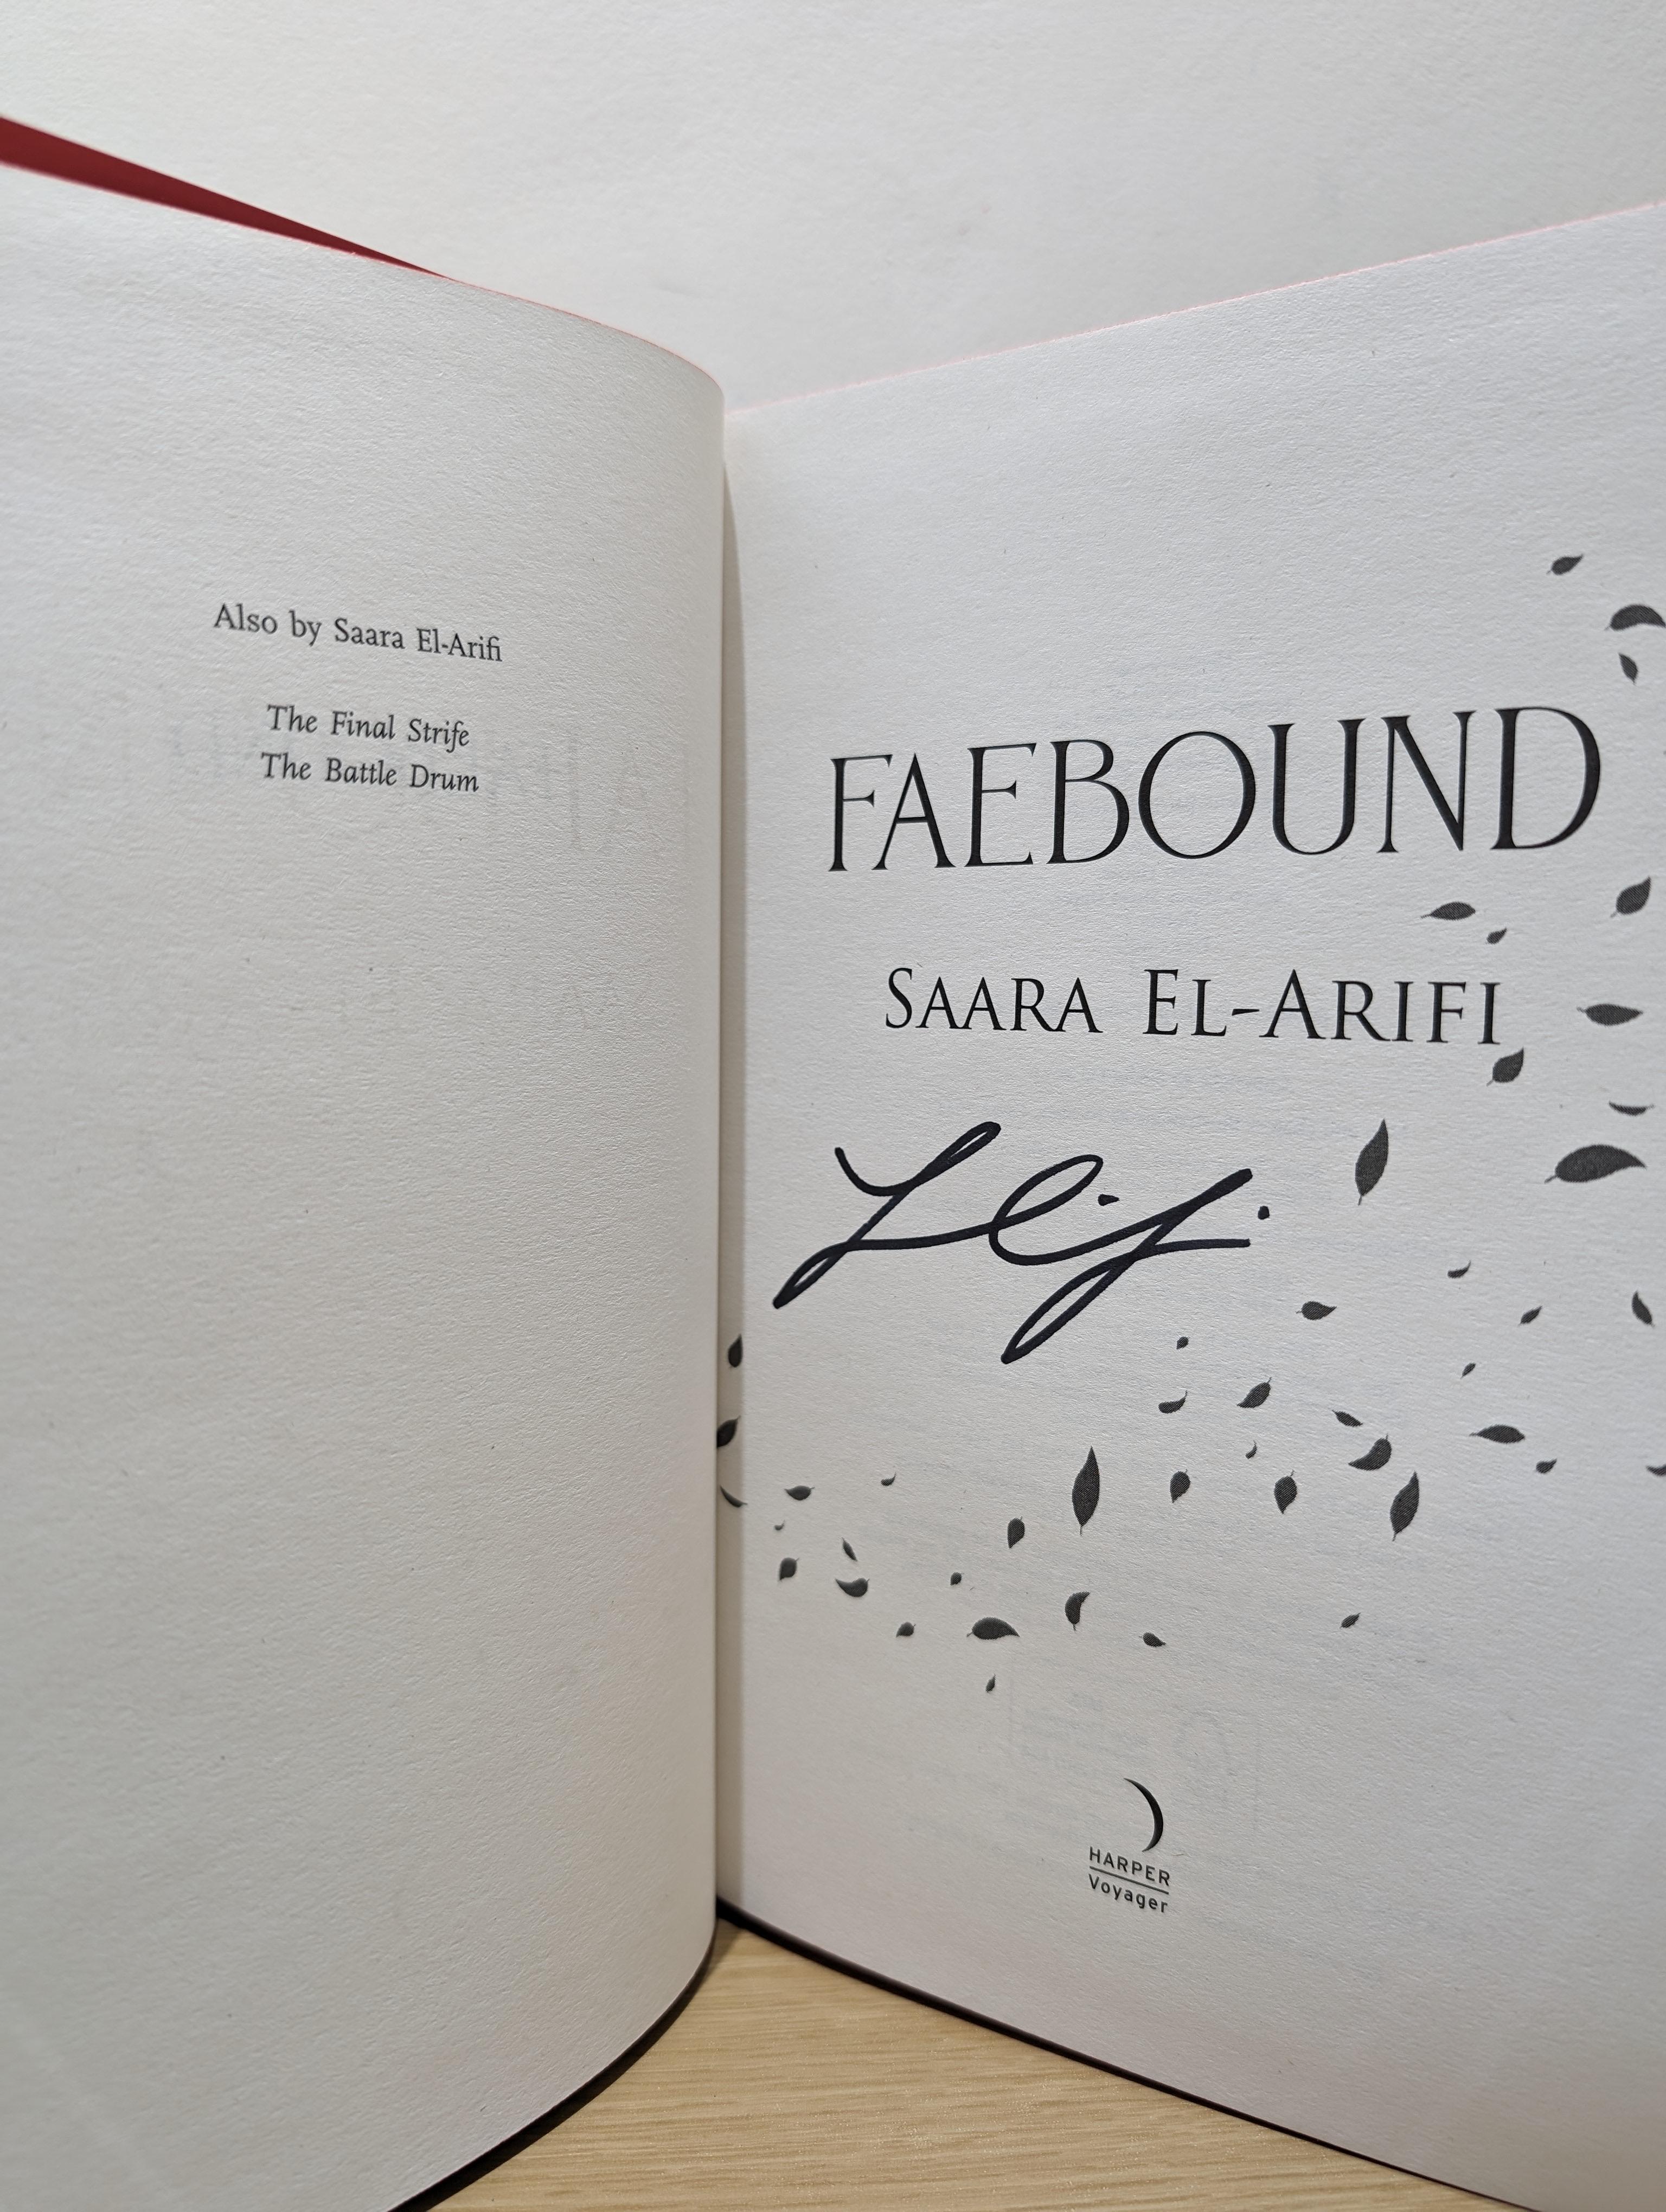 Also by Saara El-Arifi
The Final Strife
The Battle Drum
FAEBOUND
SAARA EL-ARIFI
HARPER
Voyager